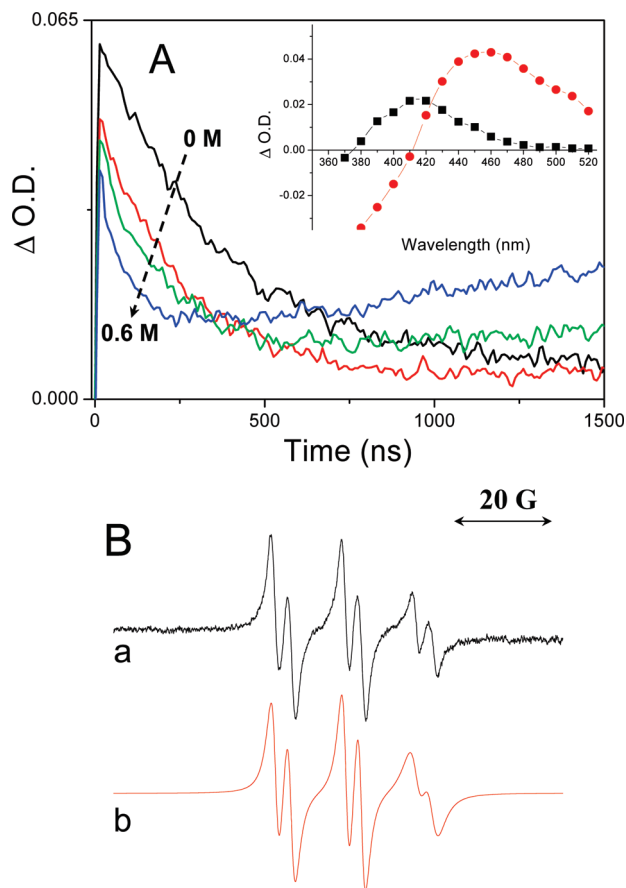 0.065
A
0 M
0.6 M
Δ O.D.
0.000
0 500 1000 1500
Time (ns)
Δ O.D.
0.04
0.02
0.00
-0.02
360 380 400 420 440 460 480 500 520
Wavelength (nm)
20 G
B
a
b